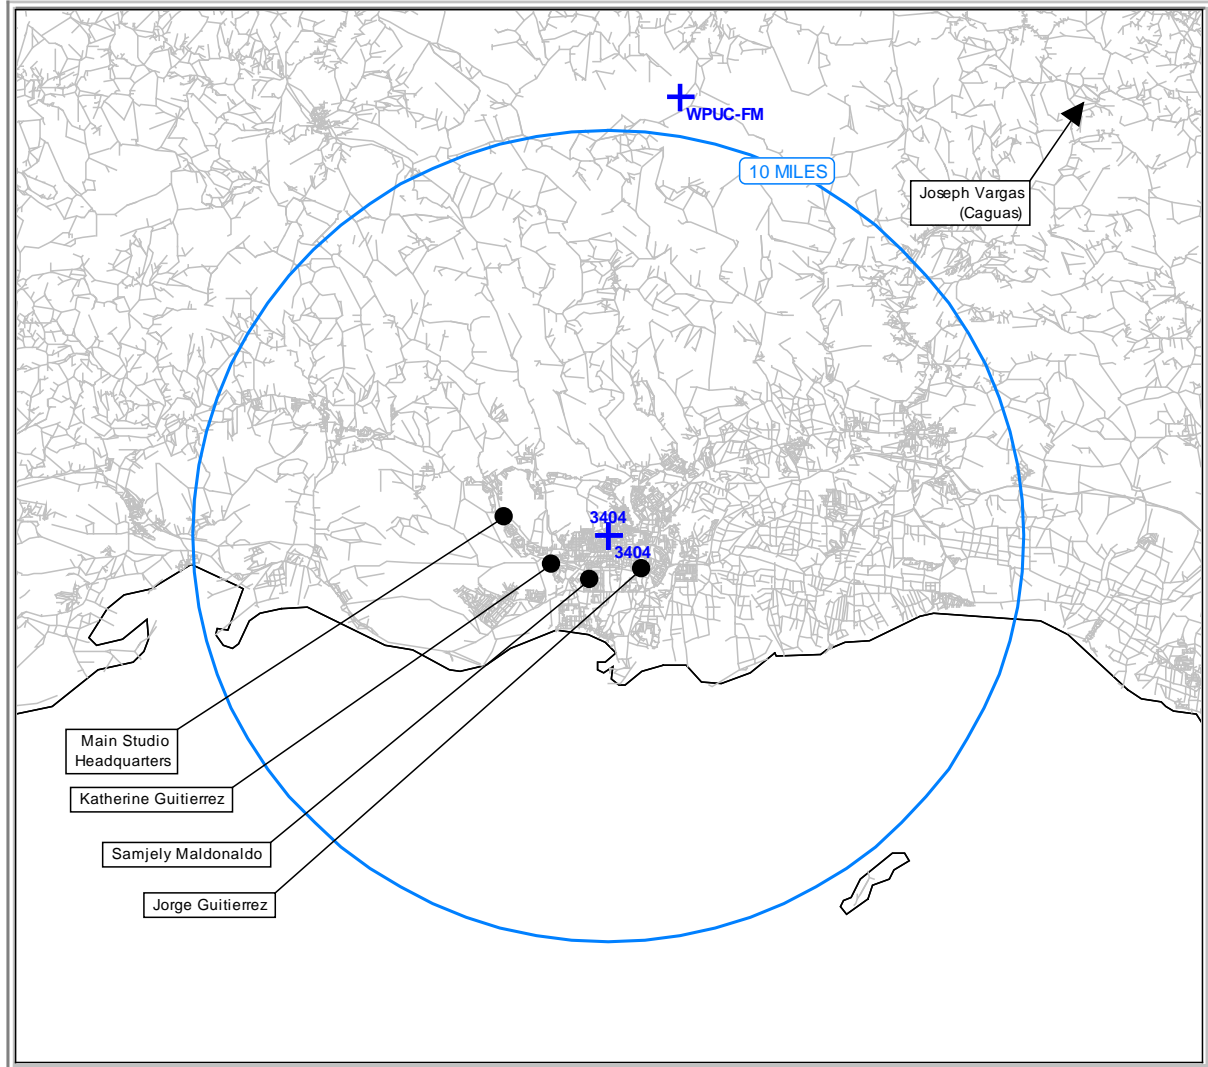 WPUC-FM
10 MILES
Joseph Vargas
(Caguas)
3404
3404
Main Studio
Headquarters
Katherine Guitierrez
Samjely Maldonaldo
Jorge Guitierrez